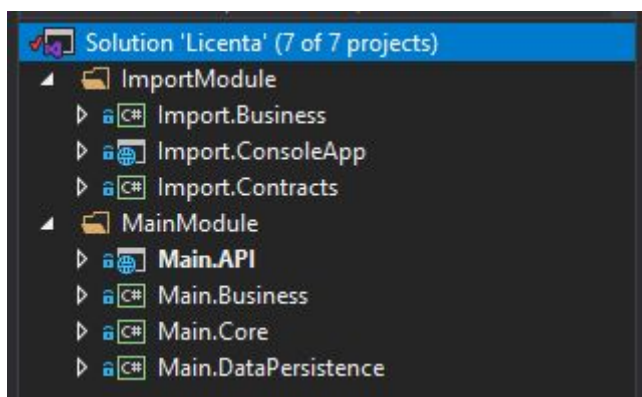 Solution 'Licenta' (7 of 7 projects)
ImportModule
C# Import.Business
Import.ConsoleApp
C# Import.Contracts
MainModule
Main.API
C# Main.Business
C# Main.Core
C# Main.DataPersistence